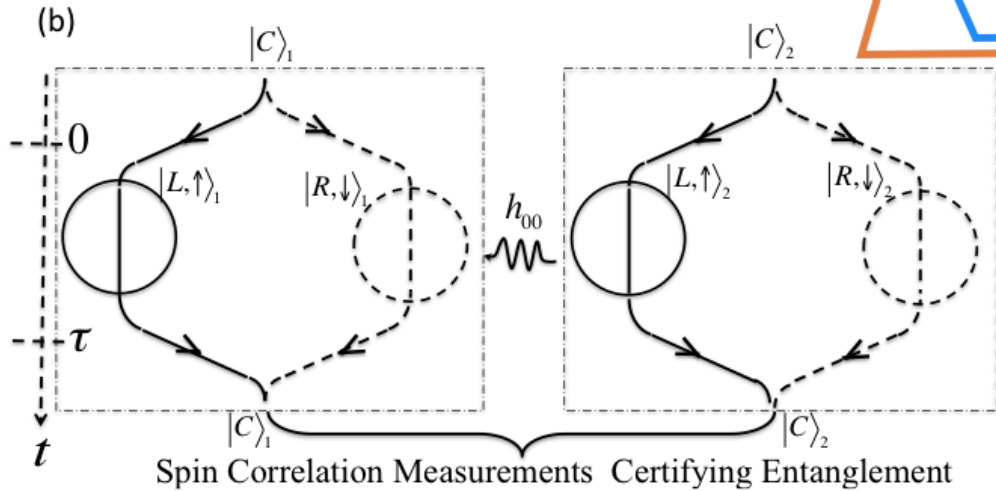 (b)
|C⟩₁ |C⟩₂
0
|L,↑⟩₁ |R,↓⟩₁ h₀₀ |L,↑⟩₂ |R,↓⟩₂
τ
|C⟩₁ |C⟩₂
t
Spin Correlation Measurements Certifying Entanglement